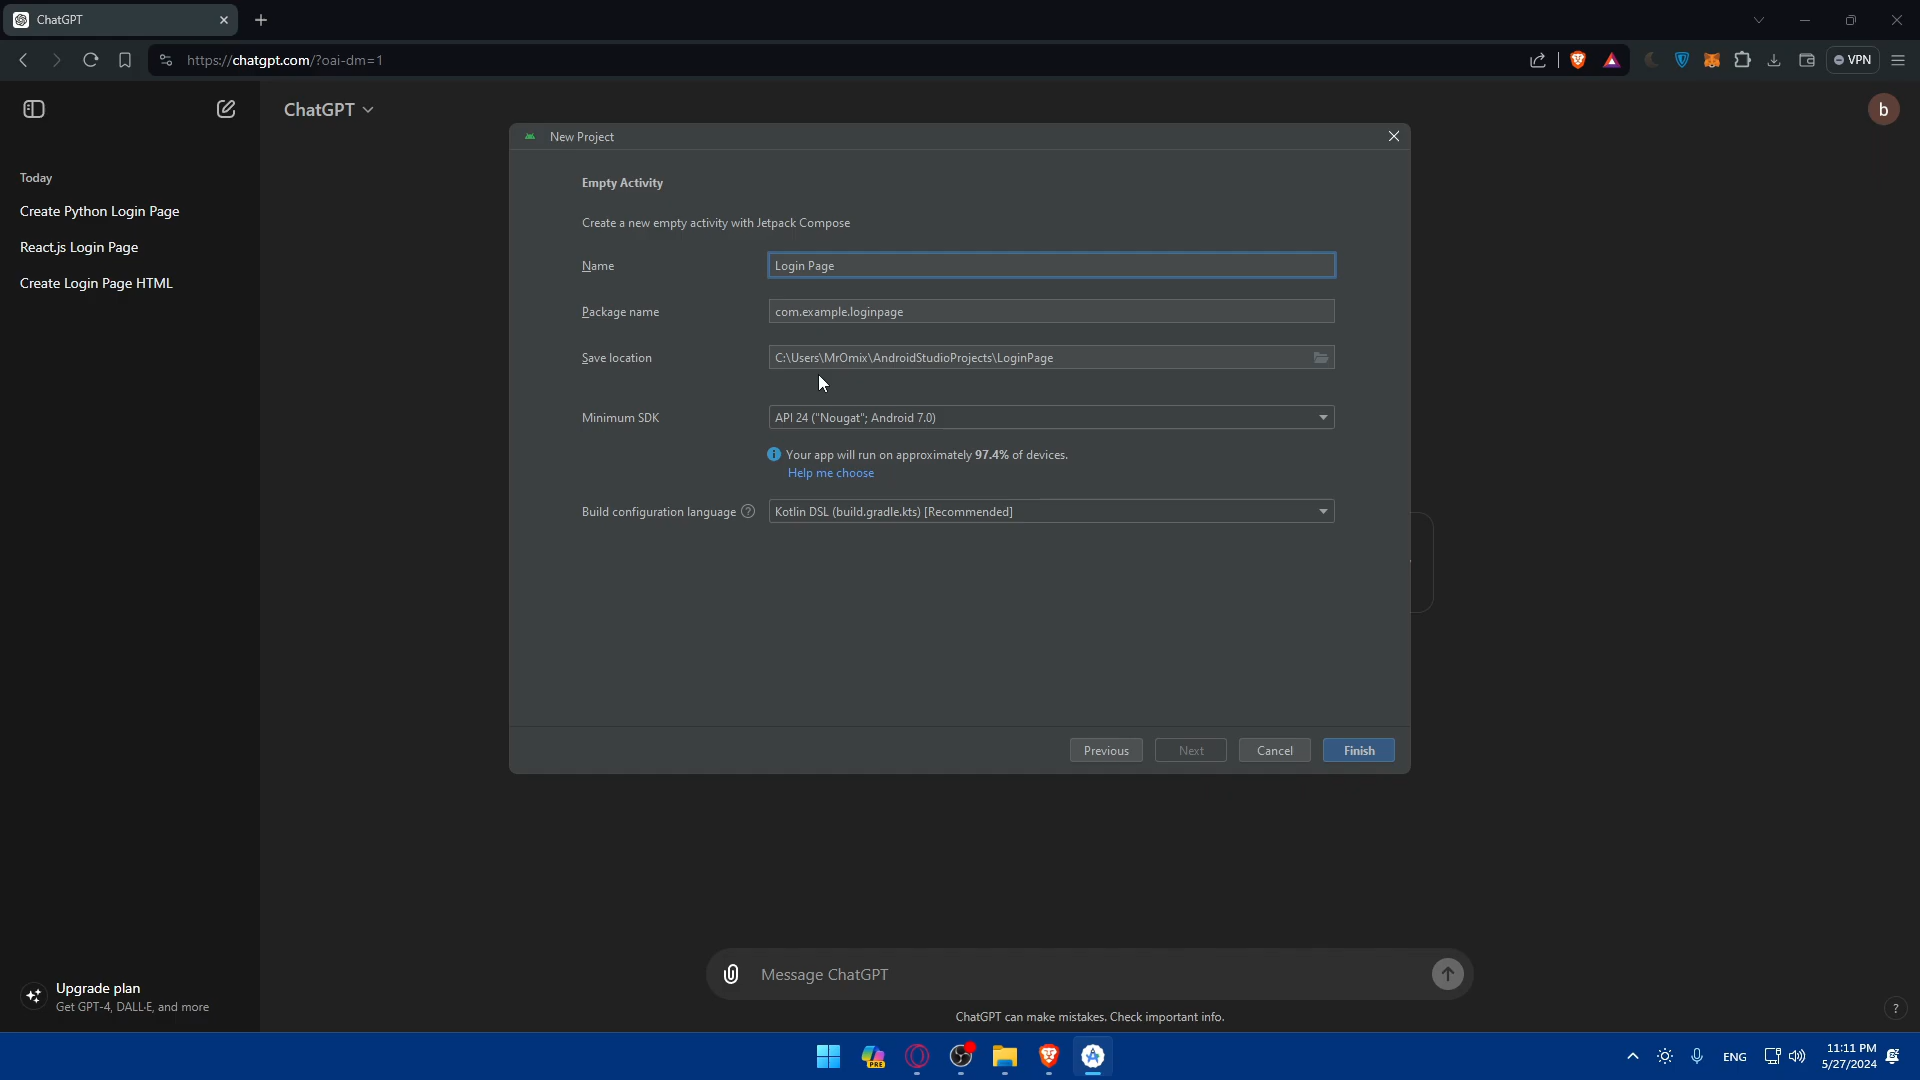 ChatGPT
https://chatgpt.com/?oai-dm=1
VPN
ChatGPT
b
New Project
Today
Empty Activity
Create Python Login Page
Create a new empty activity with Jetpack Compose
React.js Login Page
Name
Login Page
Create Login Page HTML
Package name
com.example.loginpage
Save location
C:\Users\MrOmix\AndroidStudioProjects\LoginPage
Minimum SDK
API 24 ("Nougat"; Android 7.0)
Your app will run on approximately 97.4% of devices.
Help me choose
Build configuration language
Kotlin DSL (build.gradle.kts) [Recommended]
Previous
Next
Cancel
Finish
Message ChatGPT
Upgrade plan
Get GPT-4, DALL·E, and more
ChatGPT can make mistakes. Check important info.
?
PRE
ENG
11:11 PM
5/27/2024